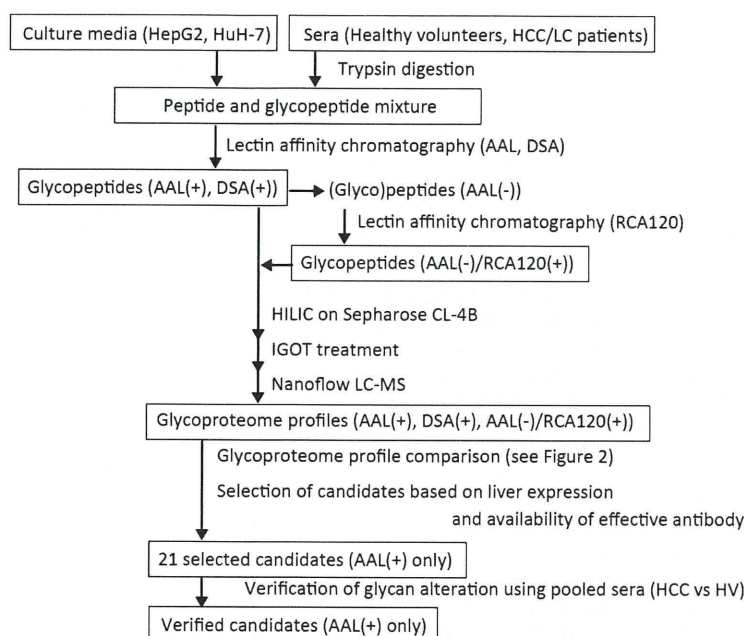 Culture media (HepG2, HuH-7)
Sera (Healthy volunteers, HCC/LC patients)
Trypsin digestion
Peptide and glycopeptide mixture
Lectin affinity chromatography (AAL, DSA)
Glycopeptides (AAL(+), DSA(+))
(Glyco)peptides (AAL(-))
Lectin affinity chromatography (RCA120)
Glycopeptides (AAL(-)/RCA120(+))
HILIC on Sepharose CL-4B
IGOT treatment
Nanoflow LC-MS
Glycoproteome profiles (AAL(+), DSA(+), AAL(-)/RCA120(+))
Glycoproteome profile comparison (see Figure 2)
Selection of candidates based on liver expression
and availability of effective antibody
21 selected candidates (AAL(+) only)
Verification of glycan alteration using pooled sera (HCC vs HV)
Verified candidates (AAL(+) only)